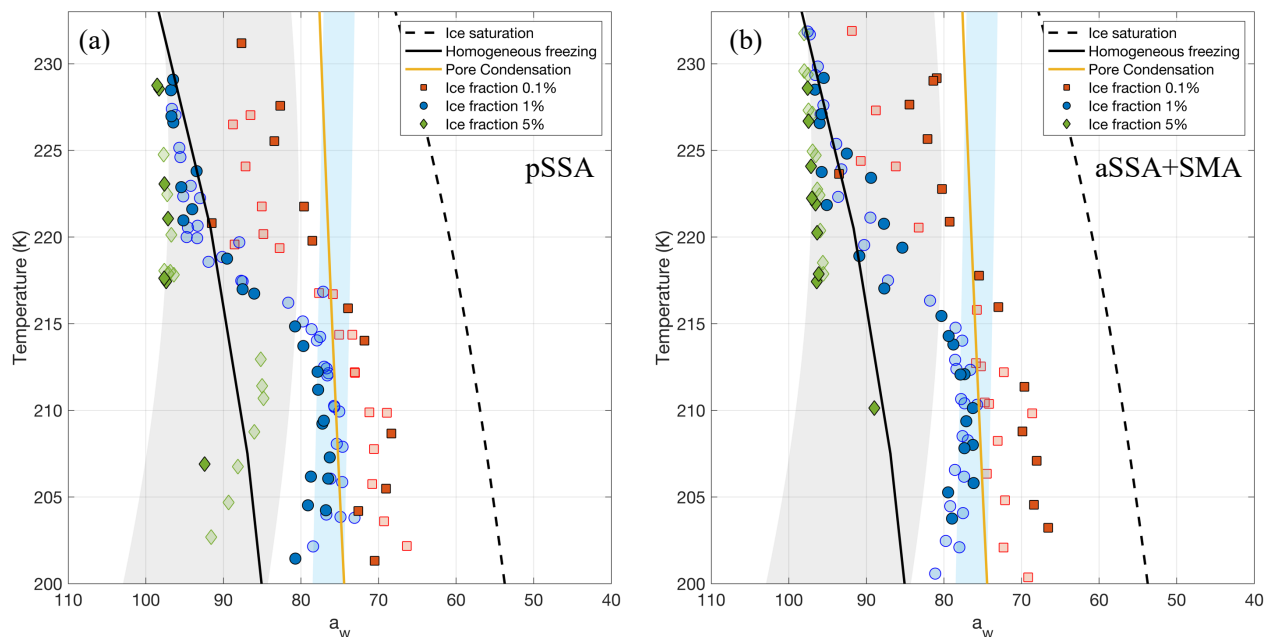 (a)
Ice saturation
Homogeneous freezing
Pore Condensation
Ice fraction 0.1%
Ice fraction 1%
Ice fraction 5%
pSSA
Temperature (K)
230
225
220
215
210
205
200
110 100 90 80 70 60 50 40
a_w
(b)
Ice saturation
Homogeneous freezing
Pore Condensation
Ice fraction 0.1%
Ice fraction 1%
Ice fraction 5%
aSSA+SMA
Temperature (K)
230
225
220
215
210
205
200
110 100 90 80 70 60 50 40
a_w